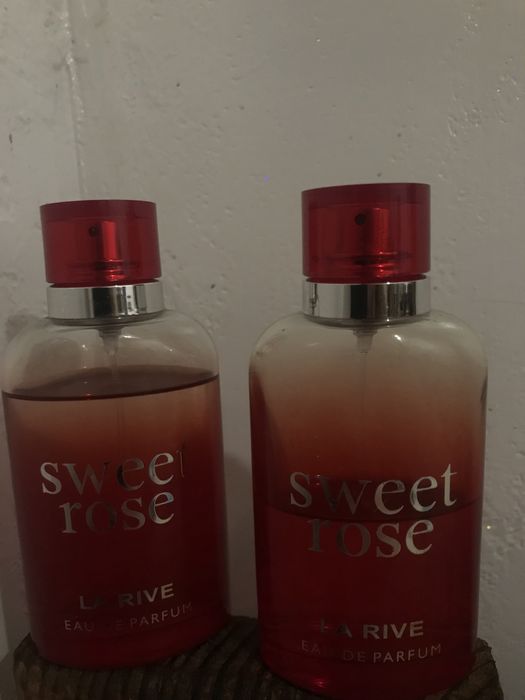 sweet
rose
LA RIVE
EAU DE PARFUM
sweet
rose
LA RIVE
EAU DE PARFUM